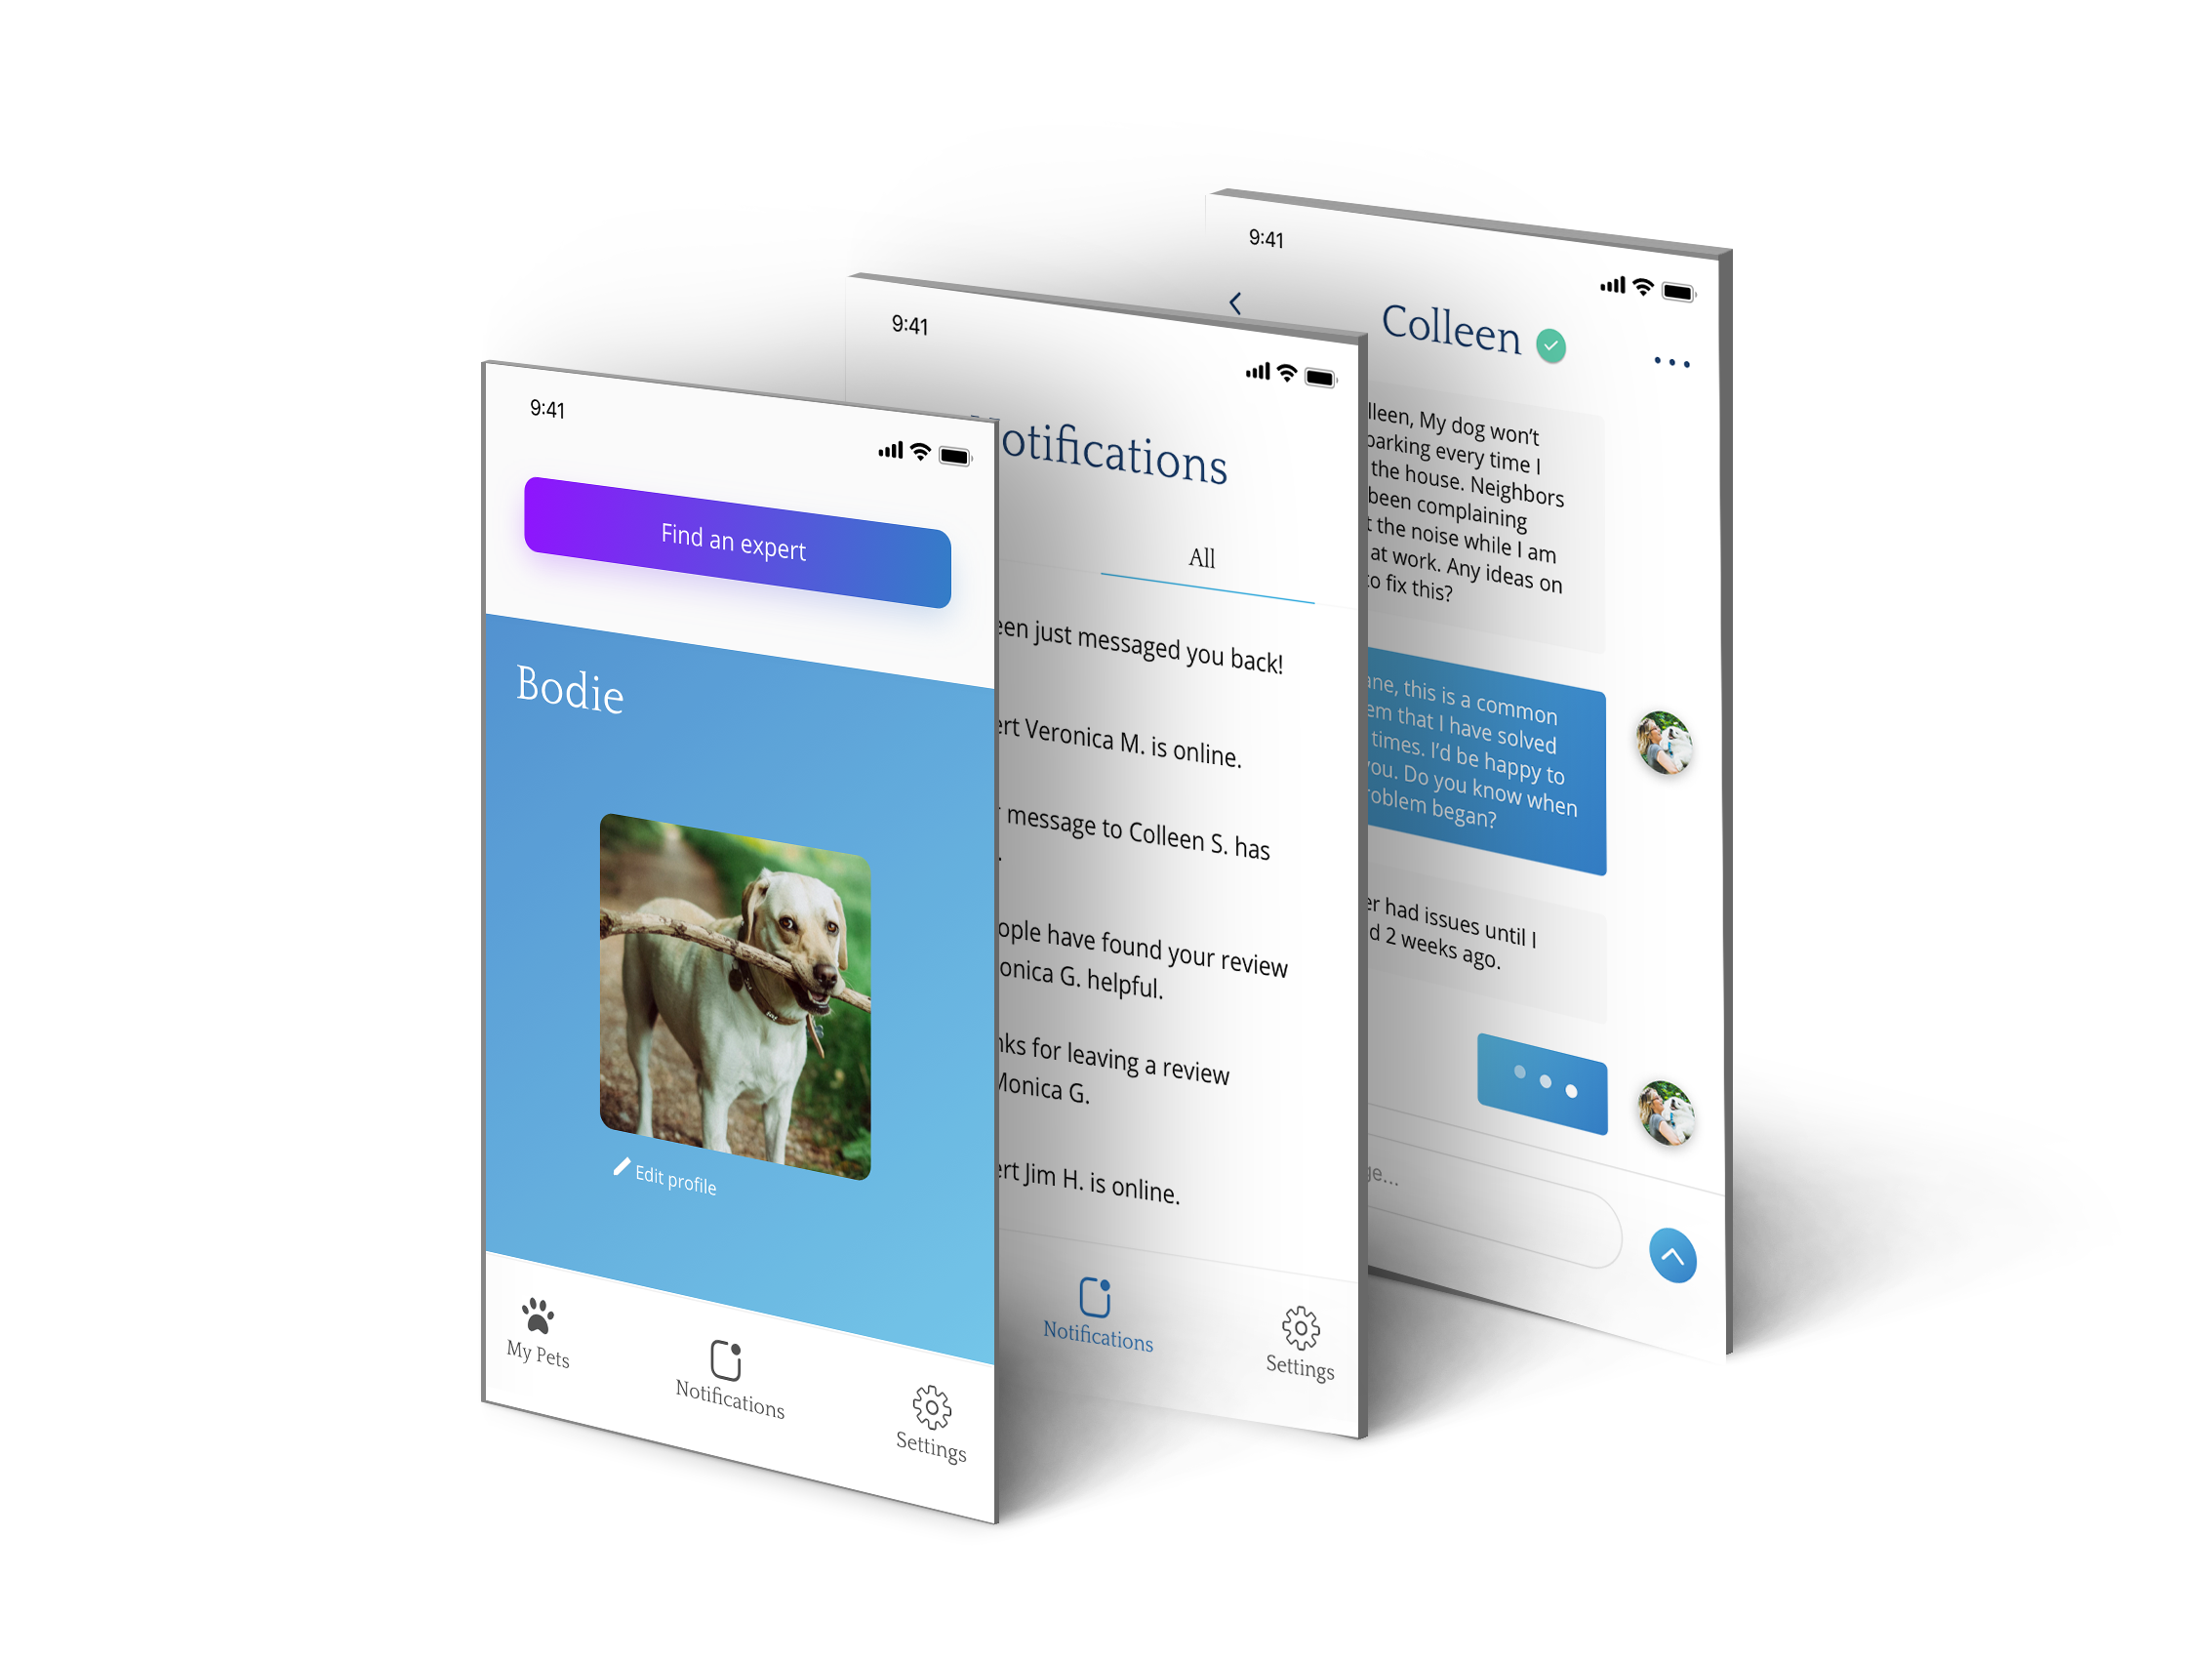 9:41
Find an expert
Bodie
Edit profile
My Pets
Notifications
Settings
9:41
otifications
All
een just messaged you back!
ert Veronica M. is online.
message to Colleen S. has
ople have found your review
onica G. helpful.
nks for leaving a review
Monica G.
ert Jim H. is online.
Notifications
Settings
9:41
Colleen
lleen, My dog won’t
parking every time I
the house. Neighbors
been complaining
t the noise while I am
at work. Any ideas on
to fix this?
ane, this is a common
em that I have solved
times. I’d be happy to
you. Do you know when
roblem began?
er had issues until I
d 2 weeks ago.
ge...